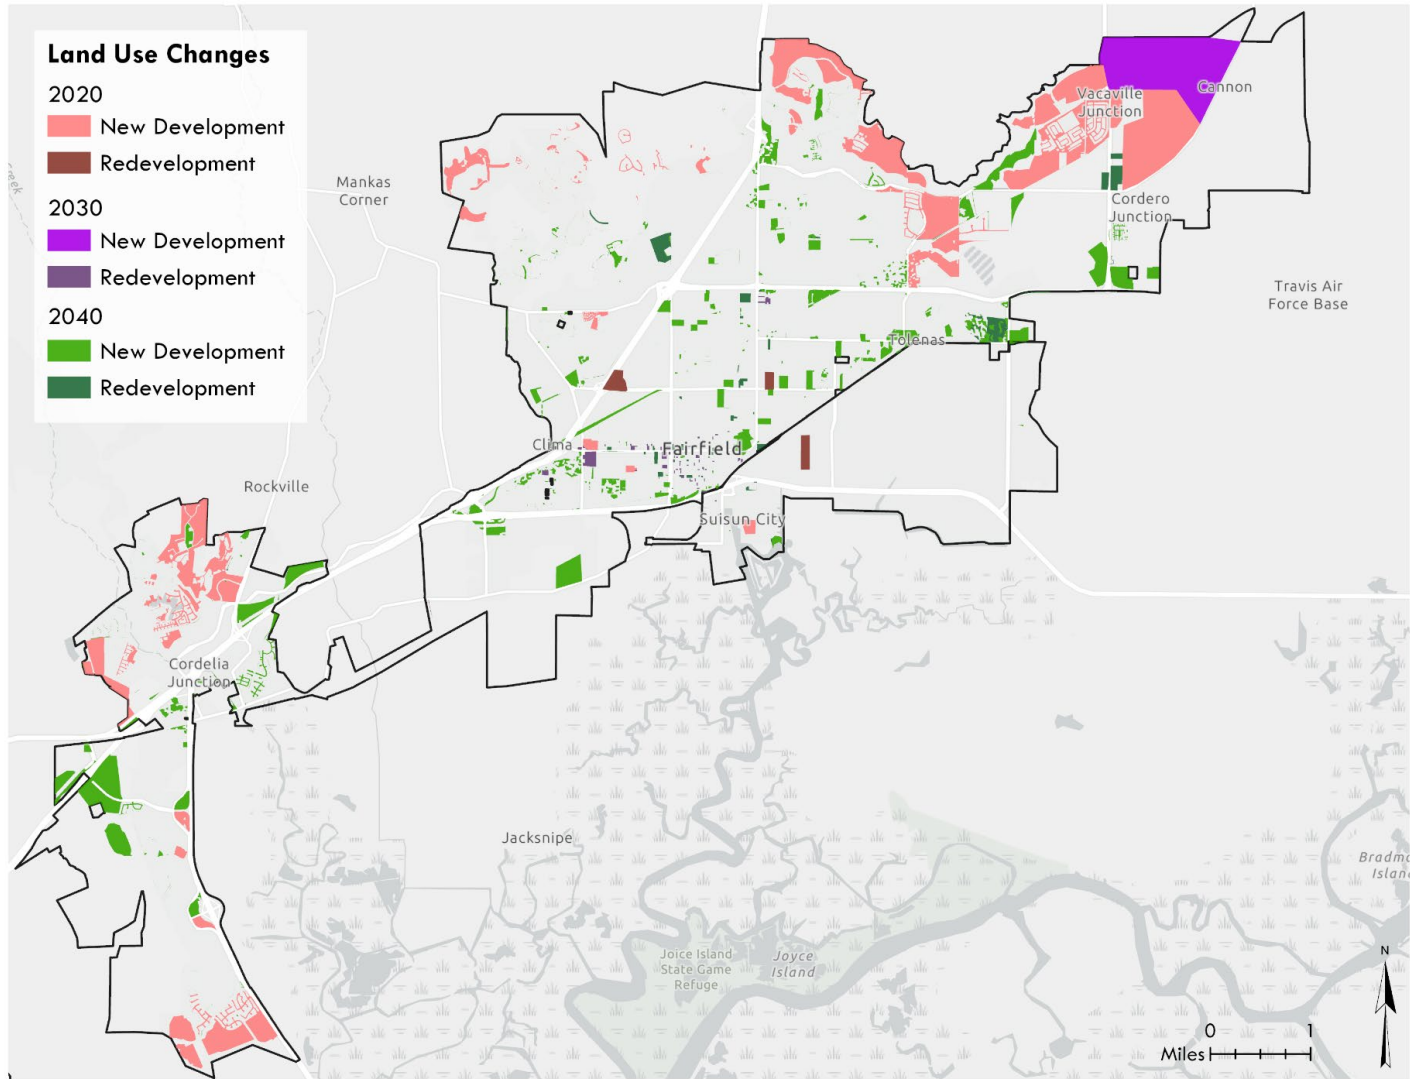 Land Use Changes
2020
New Development
Redevelopment
2030
New Development
Redevelopment
2040
New Development
Redevelopment
Mankas
Corner
Vacaville
Junction
Cannon
Cordero
Junction
Travis Air
Force Base
Tolenas
Clima
Fairfield
Rockville
Suisun City
Cordelia
Junction
Jacksnipe
Joice Island
State Game
Refuge
Joyce
Island
N
0
1
Miles